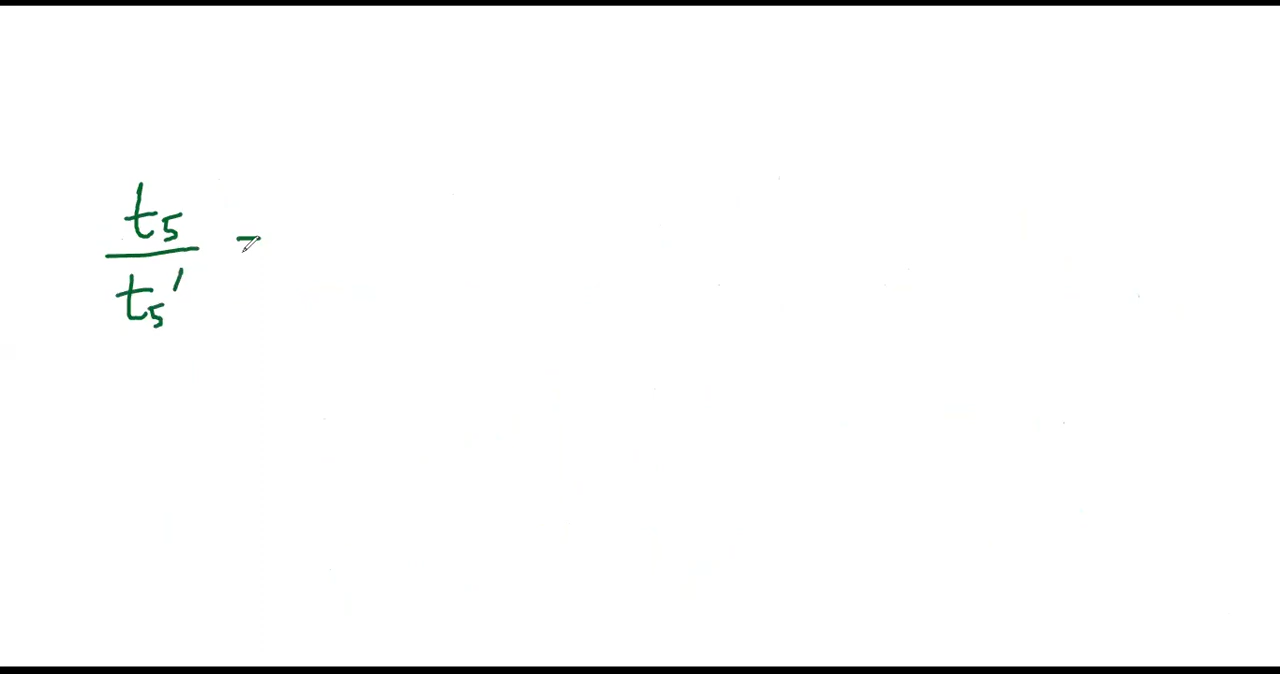 t₅
t₅' =